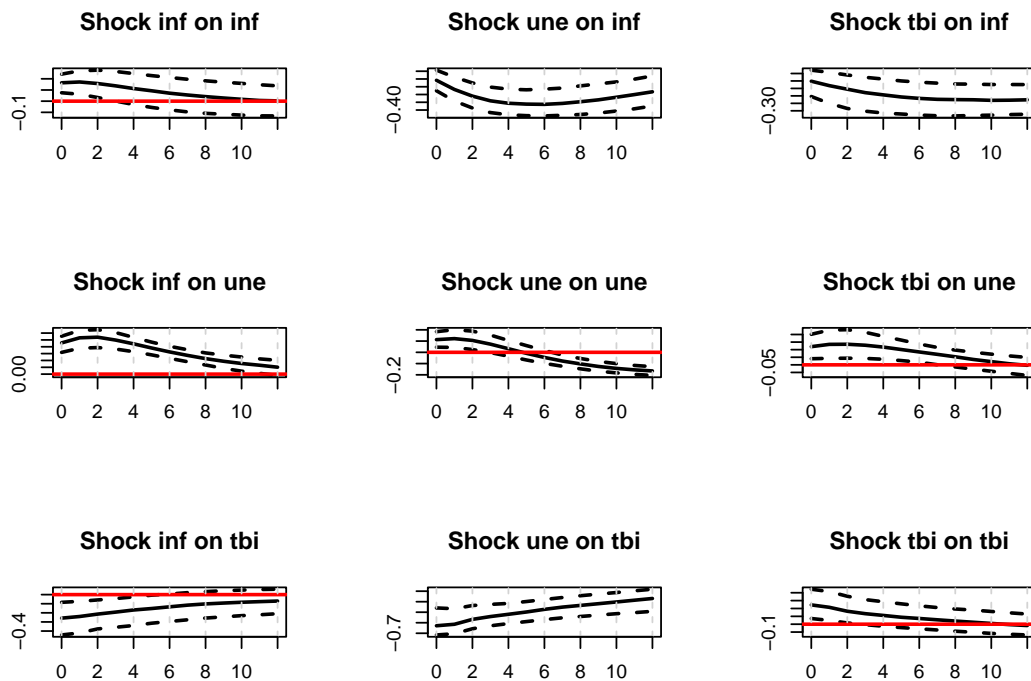 Shock inf on inf
Shock une on inf
Shock tbi on inf
−0.1
−0.40
−0.30
0 2 4 6 8 10
0 2 4 6 8 10
0 2 4 6 8 10
Shock inf on une
Shock une on une
Shock tbi on une
0.00
−0.2
−0.05
0 2 4 6 8 10
0 2 4 6 8 10
0 2 4 6 8 10
Shock inf on tbi
Shock une on tbi
Shock tbi on tbi
−0.4
−0.7
−0.1
0 2 4 6 8 10
0 2 4 6 8 10
0 2 4 6 8 10